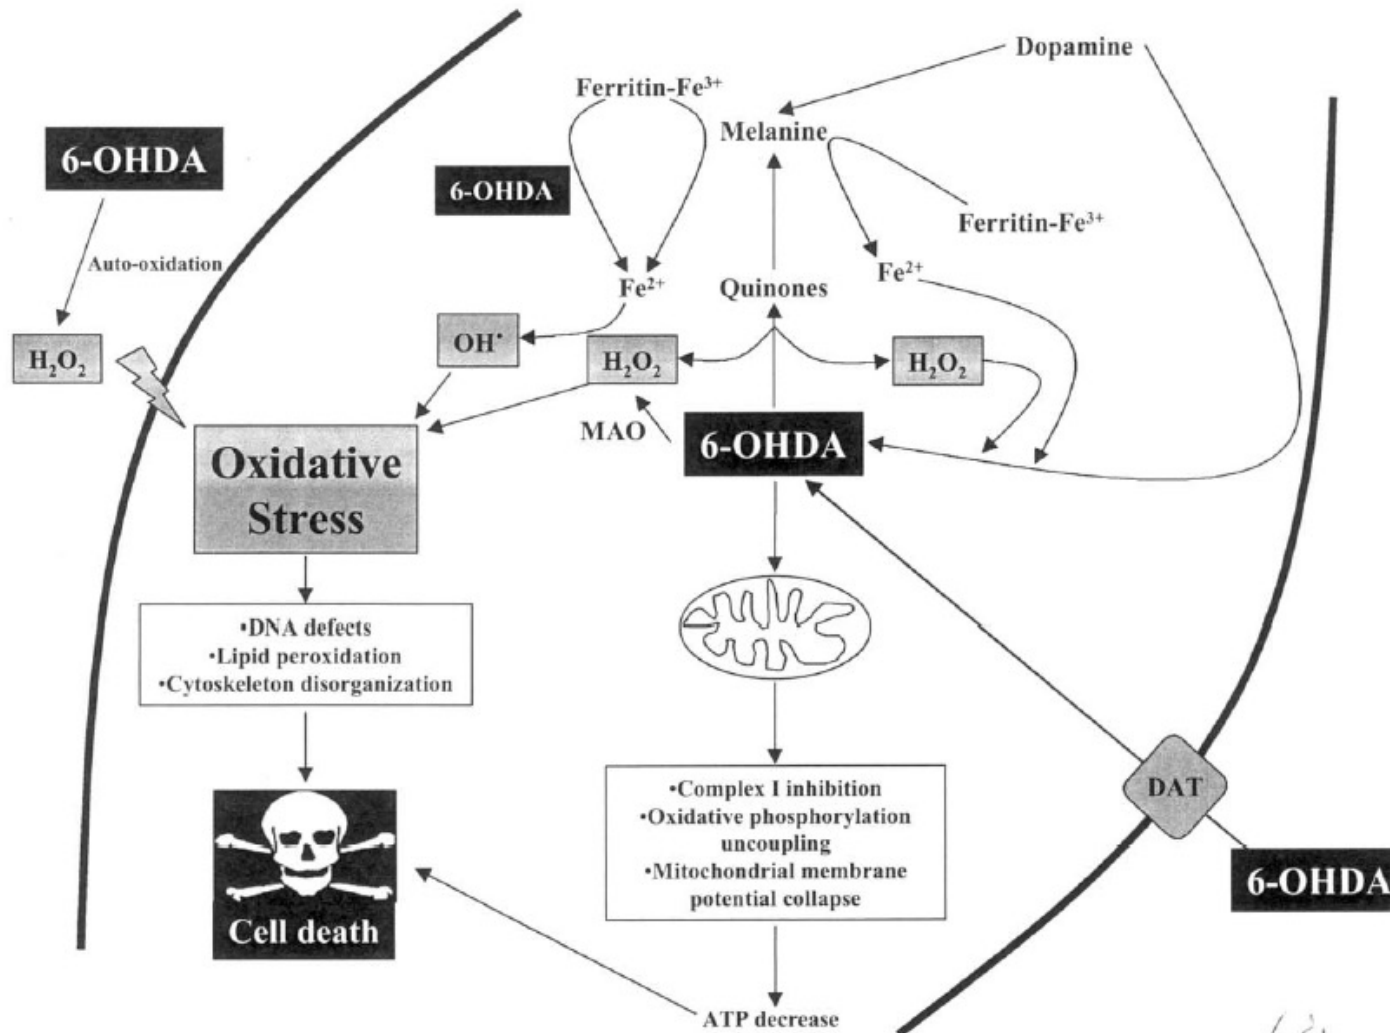 Dopamine
Ferritin-Fe³⁺
Melanine
6-OHDA
6-OHDA
Ferritin-Fe³⁺
Auto-oxidation
Fe²⁺
Fe²⁺
Quinones
OH•
H₂O₂
H₂O₂
H₂O₂
MAO
6-OHDA
Oxidative
Stress
•DNA defects
•Lipid peroxidation
•Cytoskeleton disorganization
•Complex I inhibition
•Oxidative phosphorylation
uncoupling
•Mitochondrial membrane
potential collapse
DAT
6-OHDA
Cell death
ATP decrease